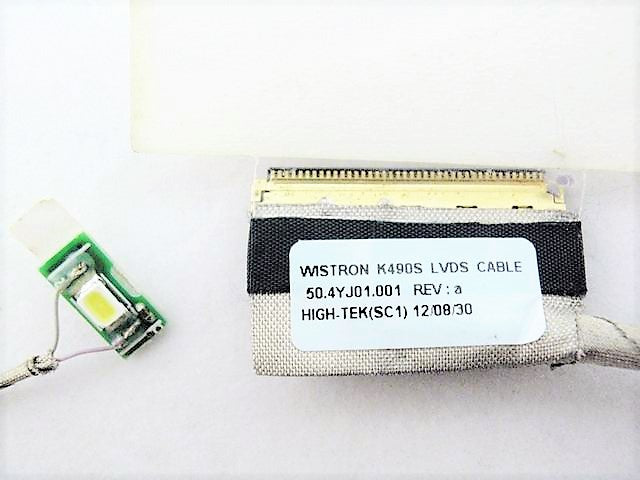 WISTRON K490S LVDS CABLE
50.4YJ01.001 REV : a
HIGH-TEK(SC1) 12/08/30